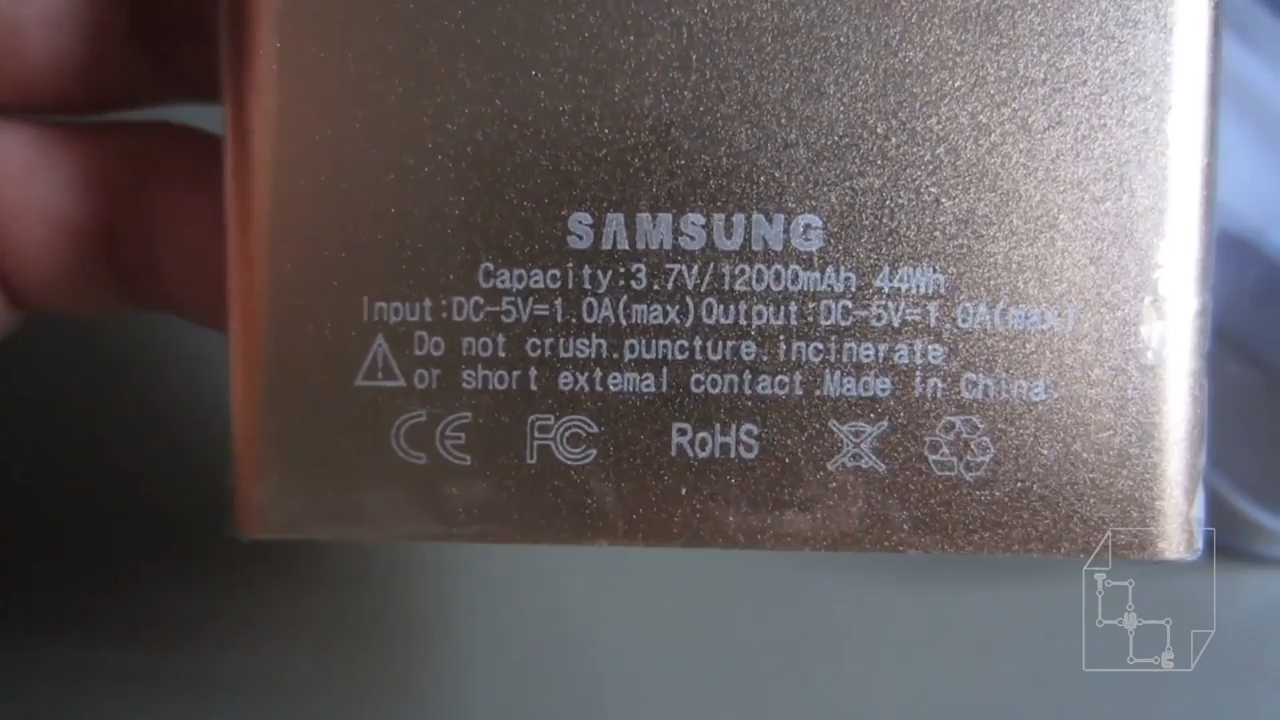 SAMSUNG
Capacity:3.7V/12000mAh 44Wh
Input:DC-5V=1.0A(max)Output:DC-5V=1.0A(max)
Do not crush.puncture.incinerate
or short extemal contact.Made in China.
CE FC RoHS